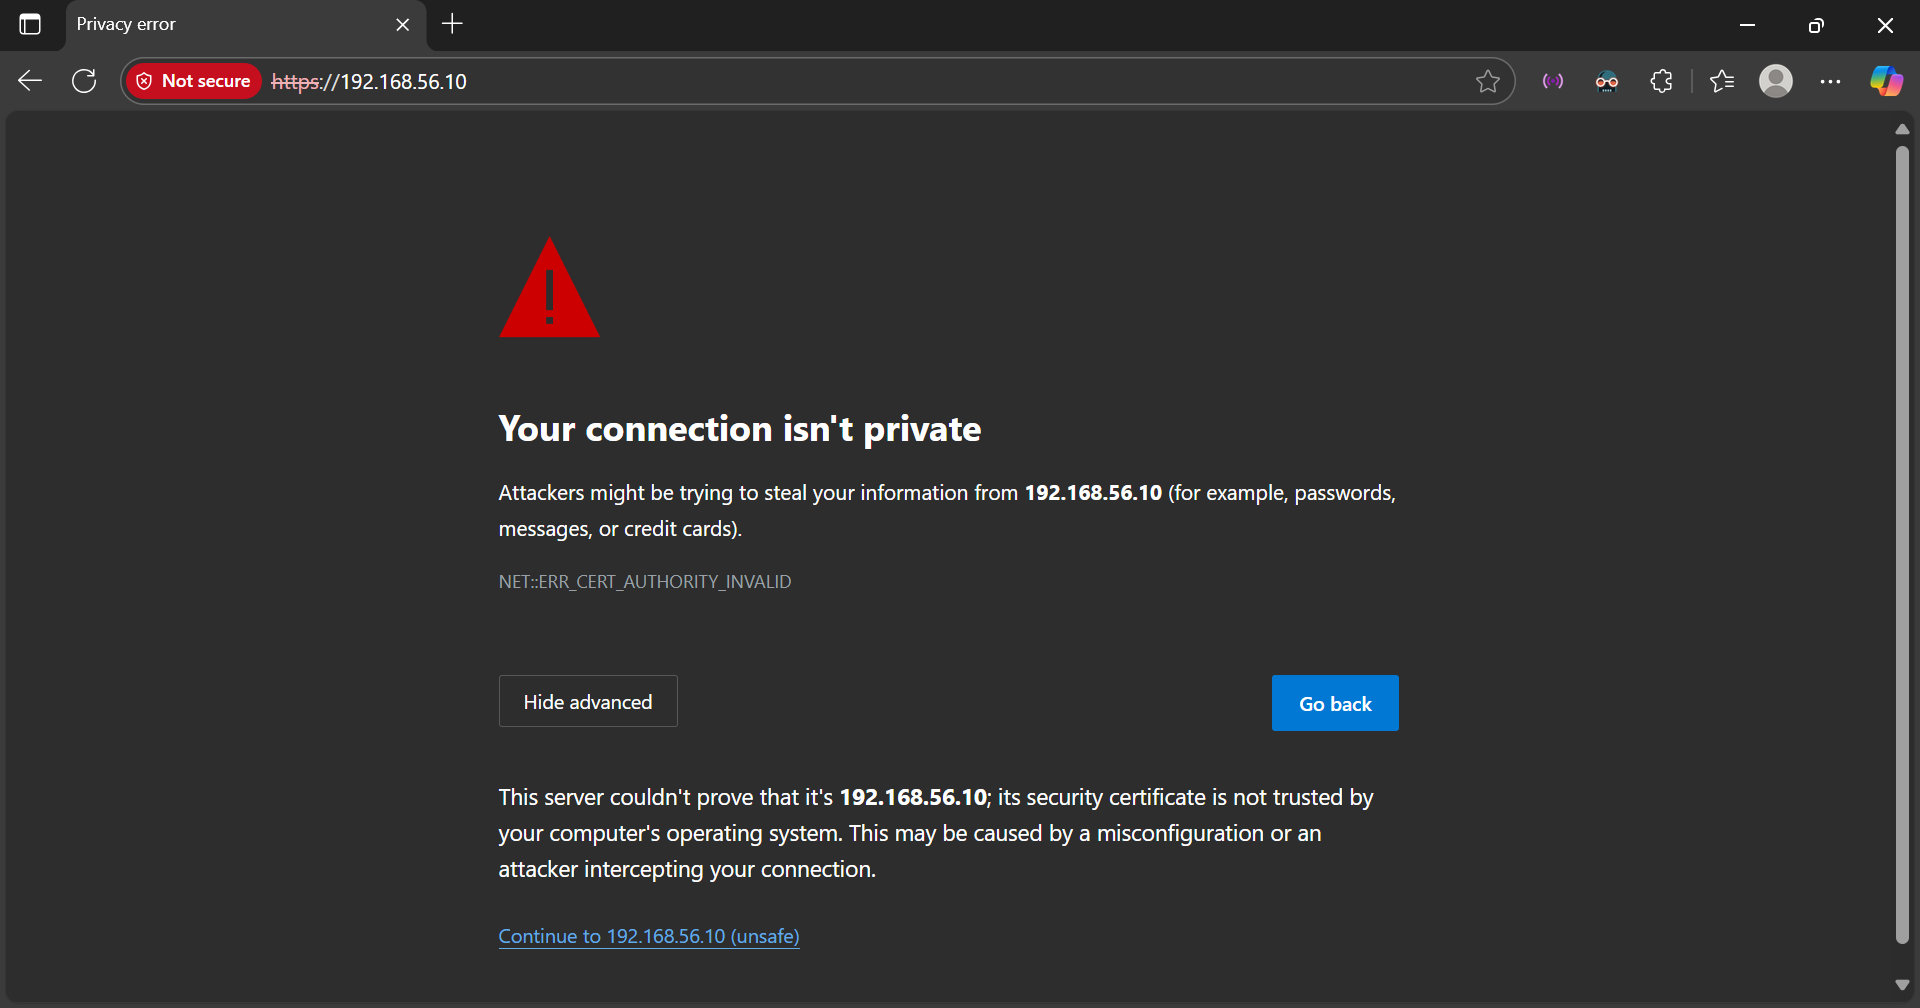 Privacy error
Not secure https://192.168.56.10
Your connection isn't private
Attackers might be trying to steal your information from 192.168.56.10 (for example, passwords,
messages, or credit cards).
NET::ERR_CERT_AUTHORITY_INVALID
Hide advanced
Go back
This server couldn't prove that it's 192.168.56.10; its security certificate is not trusted by
your computer's operating system. This may be caused by a misconfiguration or an
attacker intercepting your connection.
Continue to 192.168.56.10 (unsafe)